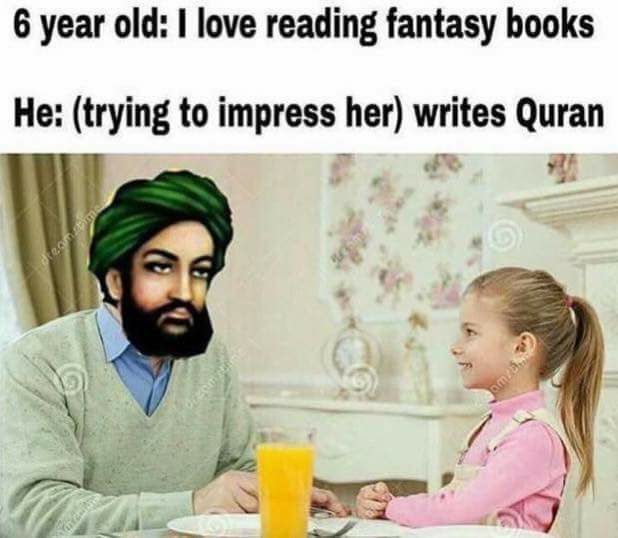 6 year old: I love reading fantasy books
He: (trying to impress her) writes Quran